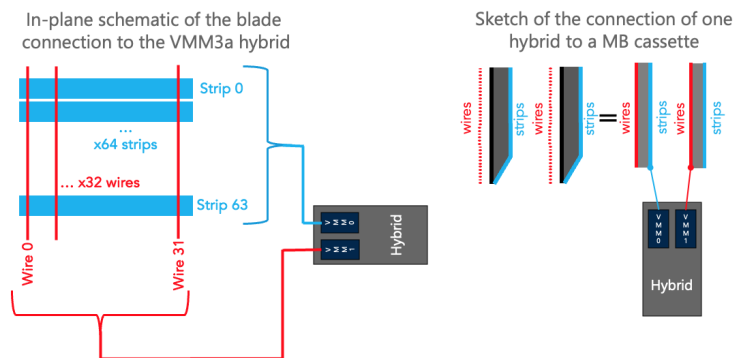 In-plane schematic of the blade
connection to the VMM3a hybrid
Strip 0
...
x64 strips
... x32 wires
Strip 63
Wire 0
Wire 31
VMM0
VMM1
Hybrid
Sketch of the connection of one
hybrid to a MB cassette
wires
strips
wires
strips
=
wires
strips
wires
strips
VMM0
VMM1
Hybrid